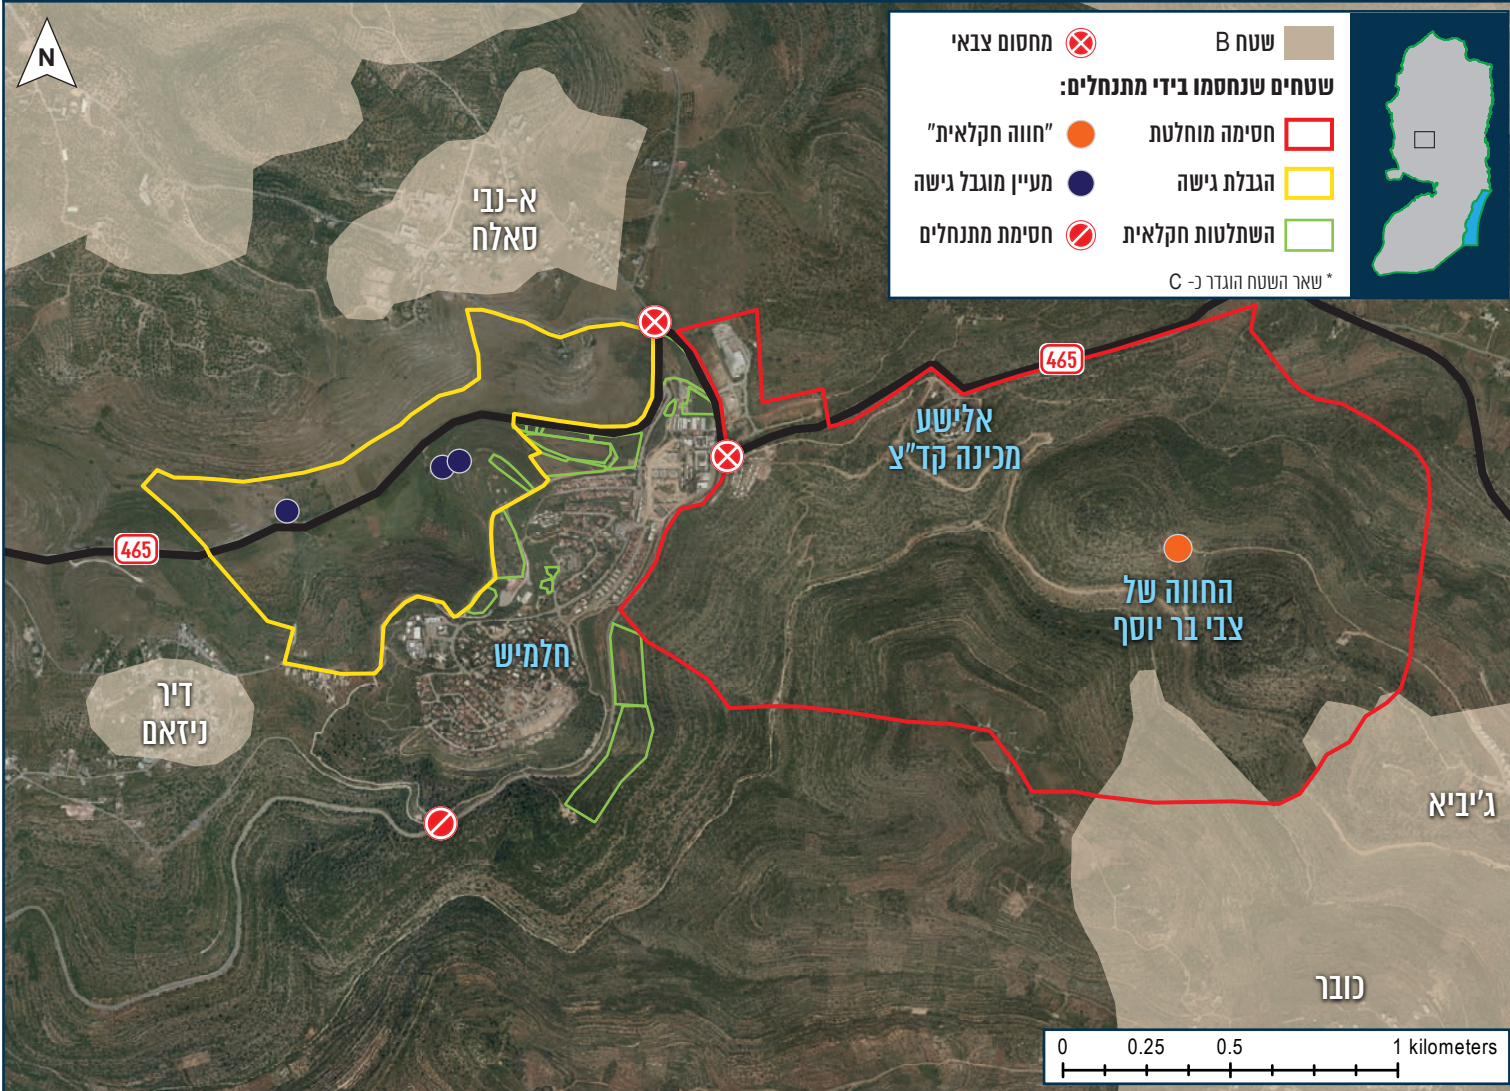 N
שטח B
מחסום צבאי
שטחים שנחסמו בידי מתנחלים:
חסימה מוחלטת
"חווה חקלאית"
הגבלת גישה
מעיין מוגבל גישה
השתלטות חקלאית
חסימת מתנחלים
* שאר השטח הוגדר כ- C
א-נבי
סאלח
465
אלישע
מכינה קד"צ
465
החווה של
צבי בר יוסף
חלמיש
דיר
ניזאם
ג'יביא
כובר
0 0.25 0.5 1 kilometers